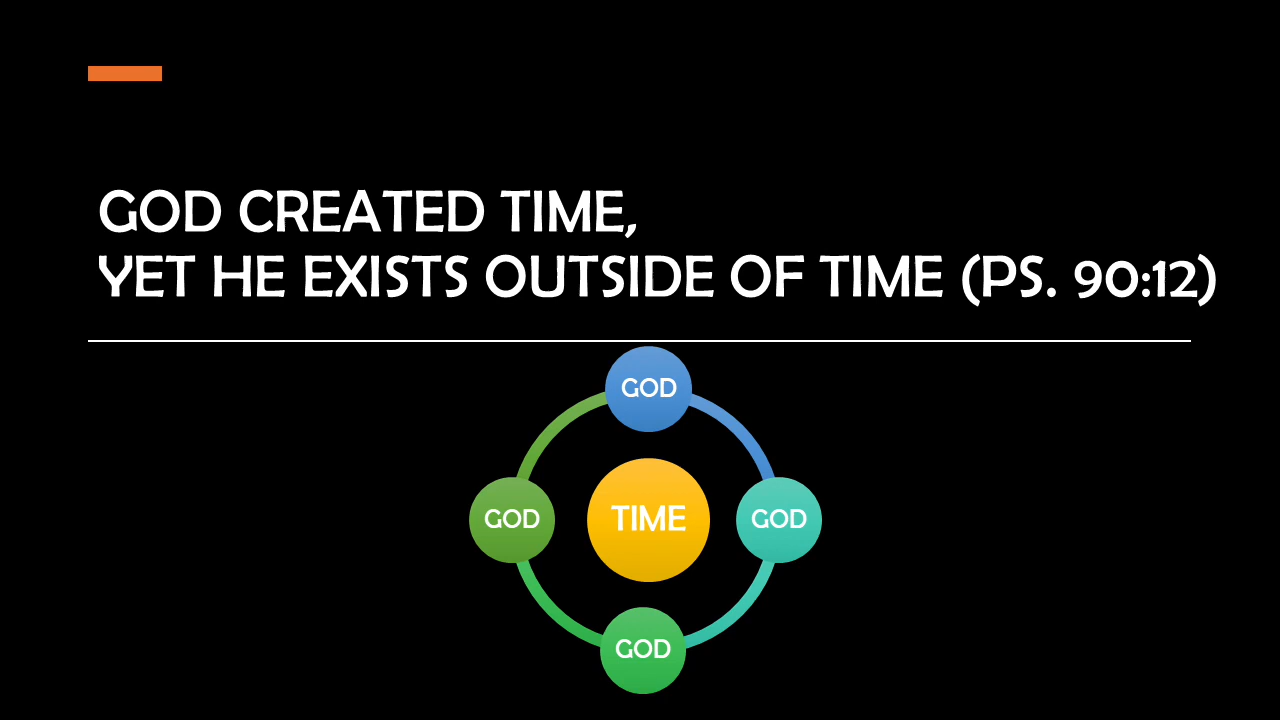 GOD CREATED TIME,
YET HE EXISTS OUTSIDE OF TIME (PS. 90:12)
GOD
GOD
TIME
GOD
GOD